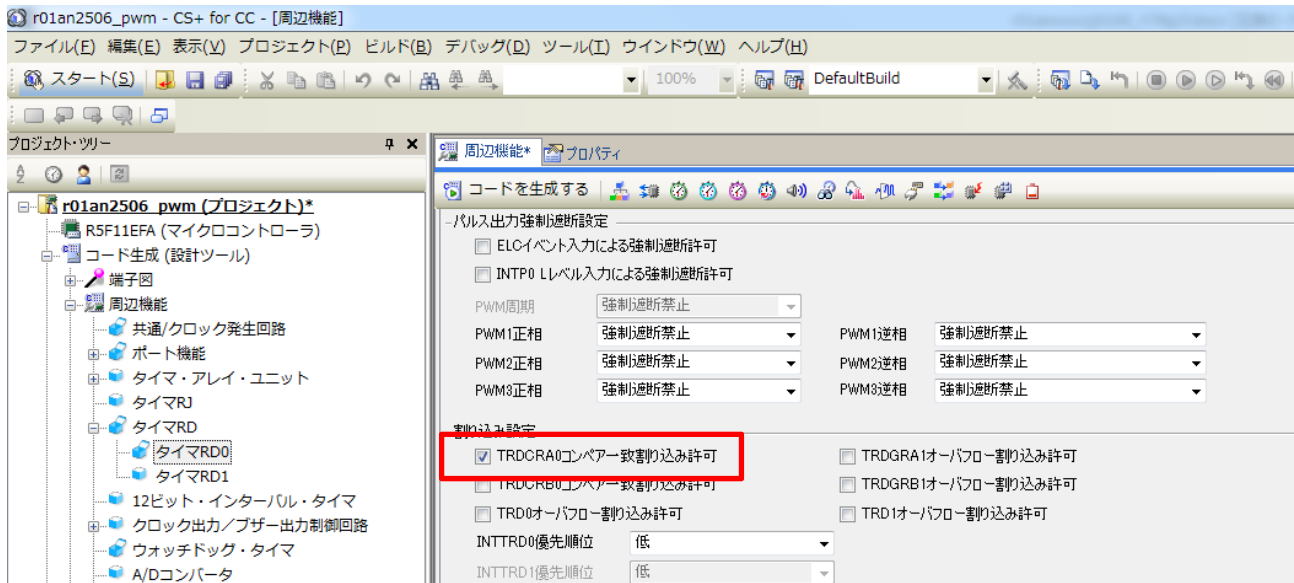 r01an2506_pwm - CS+ for CC - [周辺機能]
ファイル(F) 編集(E) 表示(V) プロジェクト(P) ビルド(B) デバッグ(D) ツール(T) ウインドウ(W) ヘルプ(H)
スタート(S) 100% DefaultBuild
プロジェクト・ツリー
周辺機能* プロパティ
コードを生成する
r01an2506_pwm (プロジェクト)*
R5F11EFA (マイクロコントローラ)
コード生成 (設計ツール)
端子図
周辺機能
共通/クロック発生回路
ポート機能
タイマ・アレイ・ユニット
タイマRJ
タイマRD
タイマRD0
タイマRD1
12ビット・インターバル・タイマ
クロック出力/ブザー出力制御回路
ウォッチドッグ・タイマ
A/Dコンバータ
パルス出力強制遮断設定
ELCイベント入力による強制遮断許可
INTP0 Lレベル入力による強制遮断許可
PWM周期 強制遮断禁止
PWM1正相 強制遮断禁止 PWM1逆相 強制遮断禁止
PWM2正相 強制遮断禁止 PWM2逆相 強制遮断禁止
PWM3正相 強制遮断禁止 PWM3逆相 強制遮断禁止
割り込み設定
TRDGRA0コンペア一致割り込み許可 TRDGRA1オーバフロー割り込み許可
TRDGRB0コンペア一致割り込み許可 TRDGRB1オーバフロー割り込み許可
TRD0オーバフロー割り込み許可 TRD1オーバフロー割り込み許可
INTTRD0優先順位 低
INTTRD1優先順位 低